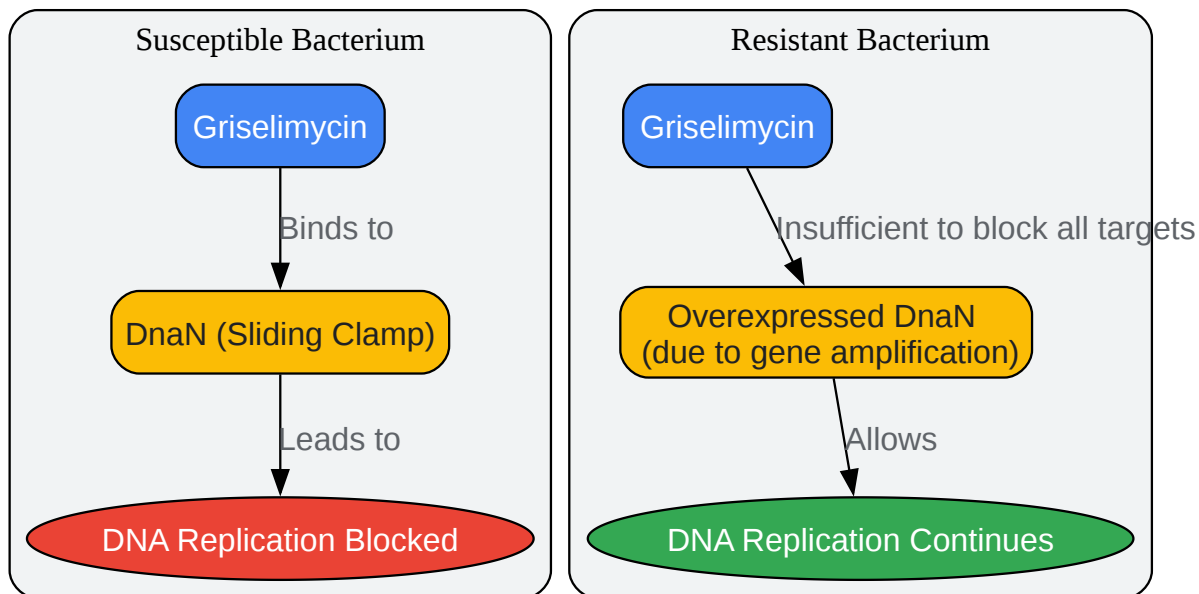 Susceptible Bacterium
Griselimycin
Binds to
DnaN (Sliding Clamp)
Leads to
DNA Replication Blocked
Resistant Bacterium
Griselimycin
Insufficient to block all targets
Overexpressed DnaN
(due to gene amplification)
Allows
DNA Replication Continues